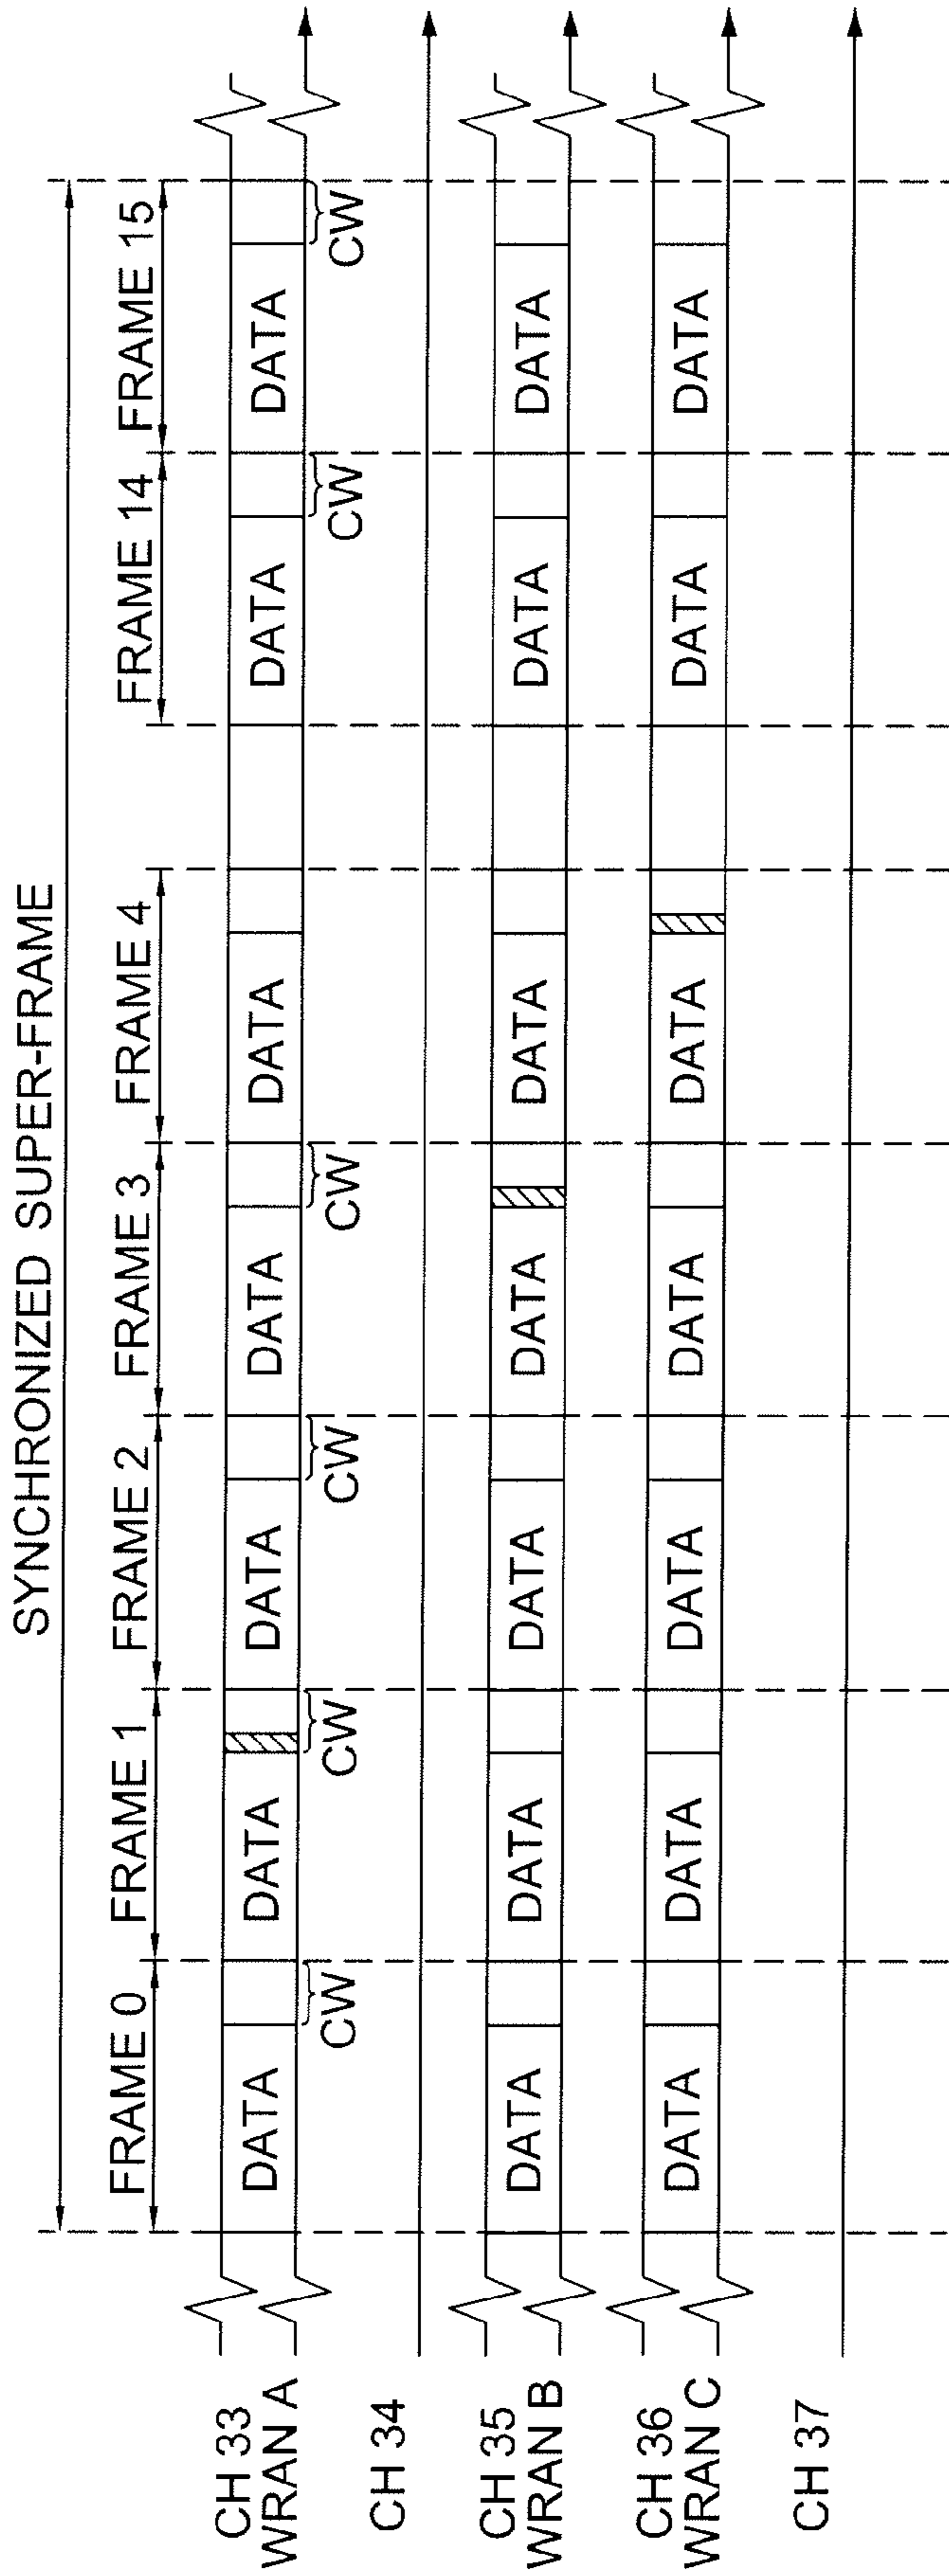 SYNCHRONIZED SUPER-FRAME
FRAME 0 FRAME 1 FRAME 2 FRAME 3 FRAME 4 FRAME 14 FRAME 15
CH 33
WRAN A
DATA DATA DATA DATA DATA DATA DATA
CW CW CW CW CW CW
CH 34
CH 35
WRAN B
DATA DATA DATA DATA DATA DATA DATA
CH 36
WRAN C
DATA DATA DATA DATA DATA DATA DATA
CH 37